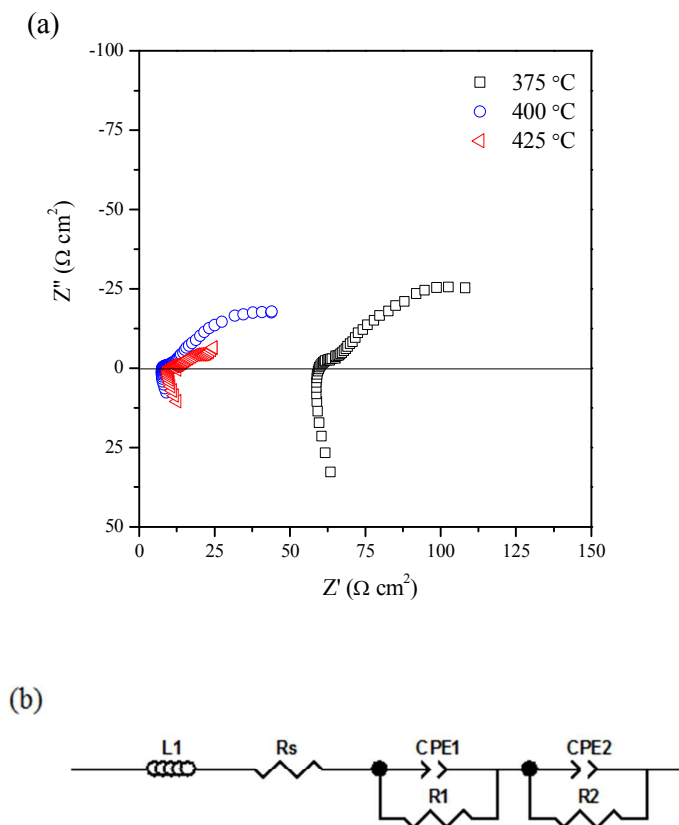 (a)
-100
-75
-50
-25
0
25
50
Z'' (Ω cm²)
375 °C
400 °C
425 °C
0 25 50 75 100 125 150
Z' (Ω cm²)
(b)
L1 Rs CPE1 CPE2
R1 R2